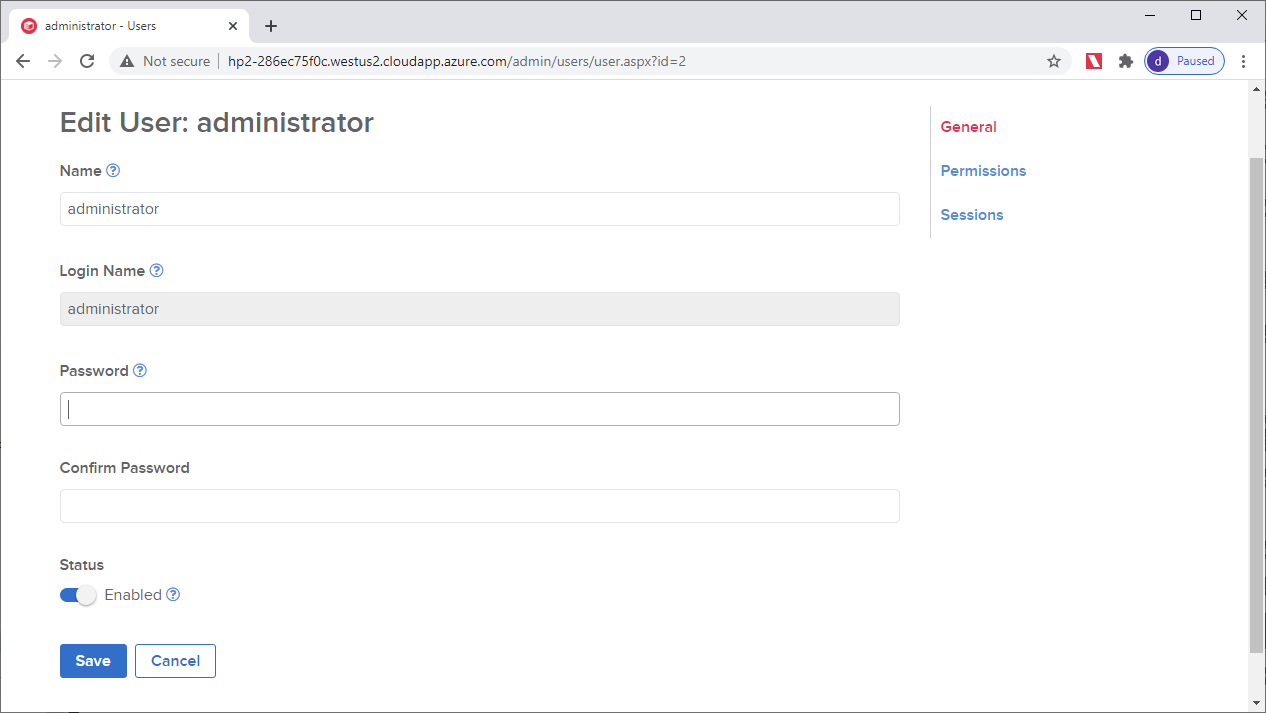 administrator - Users
Not secure
hp2-286ec75f0c.westus2.cloudapp.azure.com/admin/users/user.aspx?id=2
d
Paused
Edit User: administrator
General
Permissions
Sessions
Name ?
administrator
Login Name ?
administrator
Password ?
Confirm Password
Status
Enabled ?
Save
Cancel